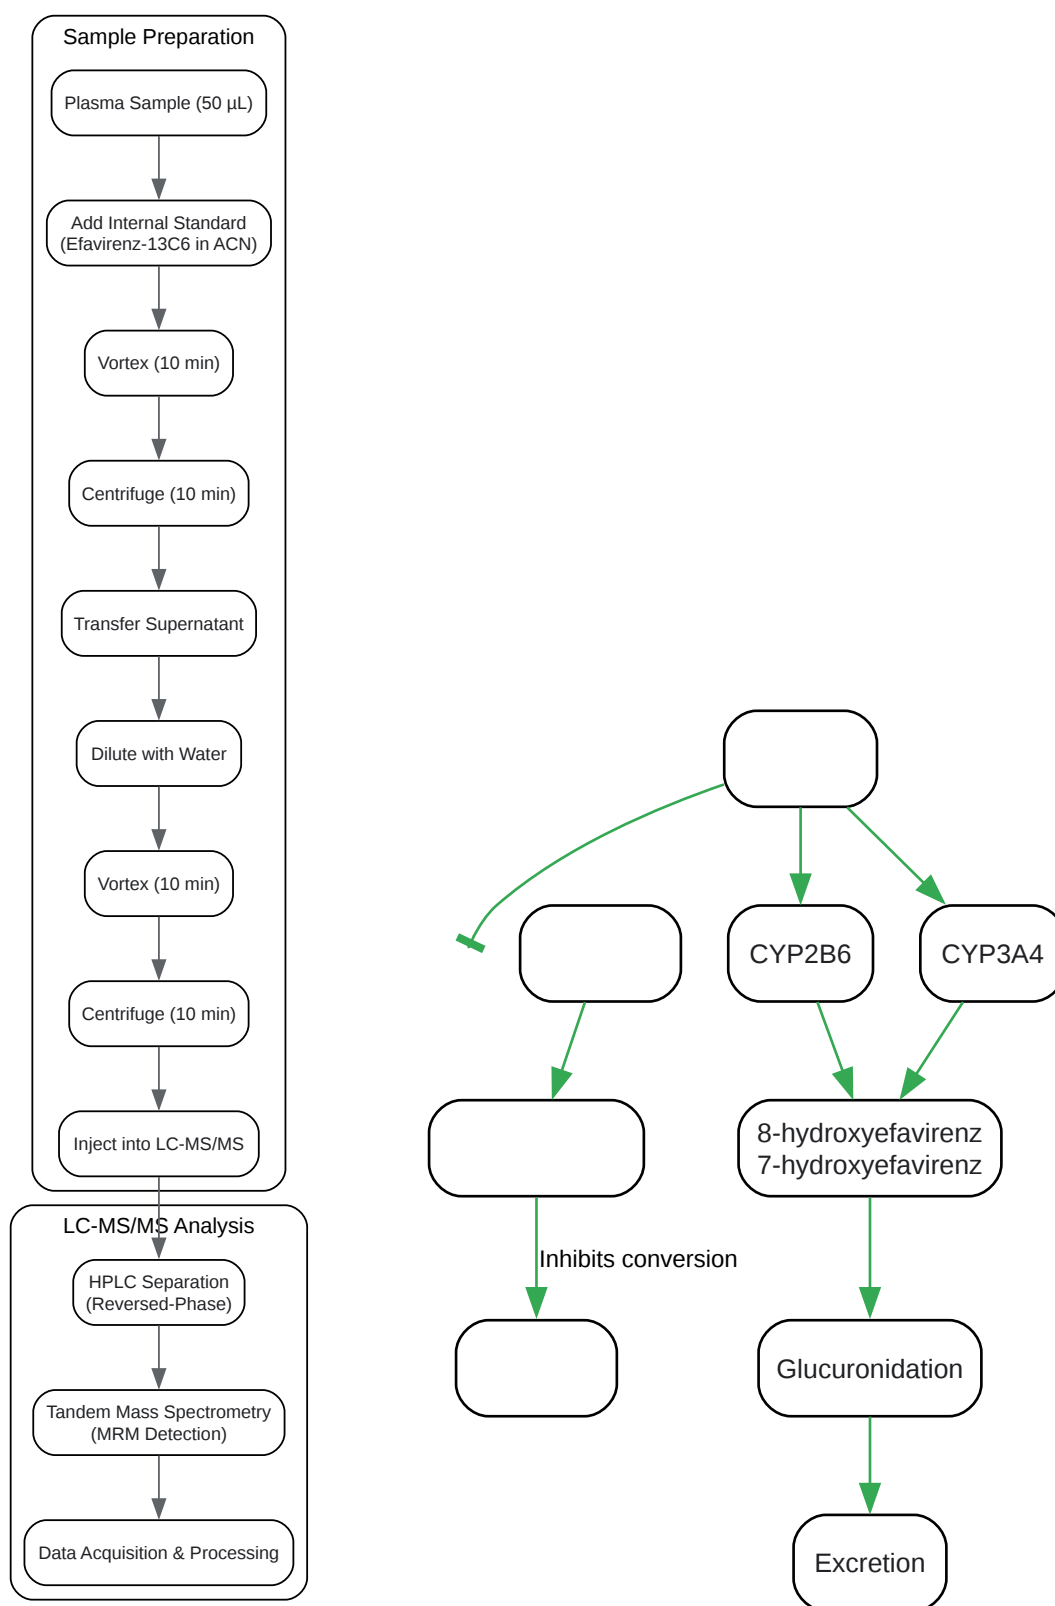 Sample Preparation
Plasma Sample (50 µL)
Add Internal Standard
(Efavirenz-13C6 in ACN)
Vortex (10 min)
Centrifuge (10 min)
Transfer Supernatant
Dilute with Water
Vortex (10 min)
Centrifuge (10 min)
Inject into LC-MS/MS
LC-MS/MS Analysis
HPLC Separation
(Reversed-Phase)
Tandem Mass Spectrometry
(MRM Detection)
Data Acquisition & Processing
CYP2B6
CYP3A4
8-hydroxyefavirenz
7-hydroxyefavirenz
Inhibits conversion
Glucuronidation
Excretion